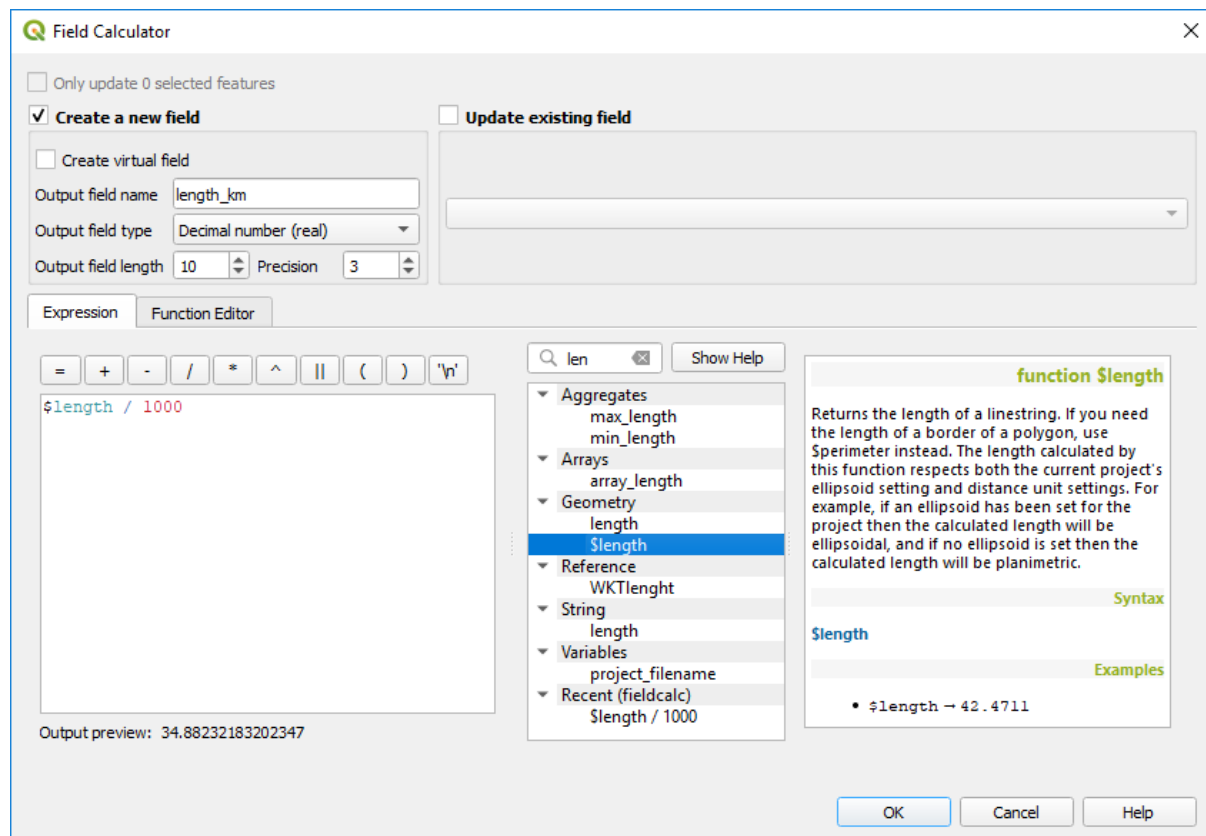 Field Calculator
Only update 0 selected features
Create a new field
Update existing field
Create virtual field
Output field name length_km
Output field type Decimal number (real)
Output field length 10 Precision 3
Expression Function Editor
= + - / * ^ || ( ) '\n'
$length / 1000
Output preview: 34.88232183202347
len Show Help
Aggregates
max_length
min_length
Arrays
array_length
Geometry
length
$length
Reference
WKTlenght
String
length
Variables
project_filename
Recent (fieldcalc)
$length / 1000
function $length
Returns the length of a linestring. If you need
the length of a border of a polygon, use
$perimeter instead. The length calculated by
this function respects both the current project's
ellipsoid setting and distance unit settings. For
example, if an ellipsoid has been set for the
project then the calculated length will be
ellipsoidal, and if no ellipsoid is set then the
calculated length will be planimetric.
Syntax
$length
Examples
• $length → 42.4711
OK Cancel Help